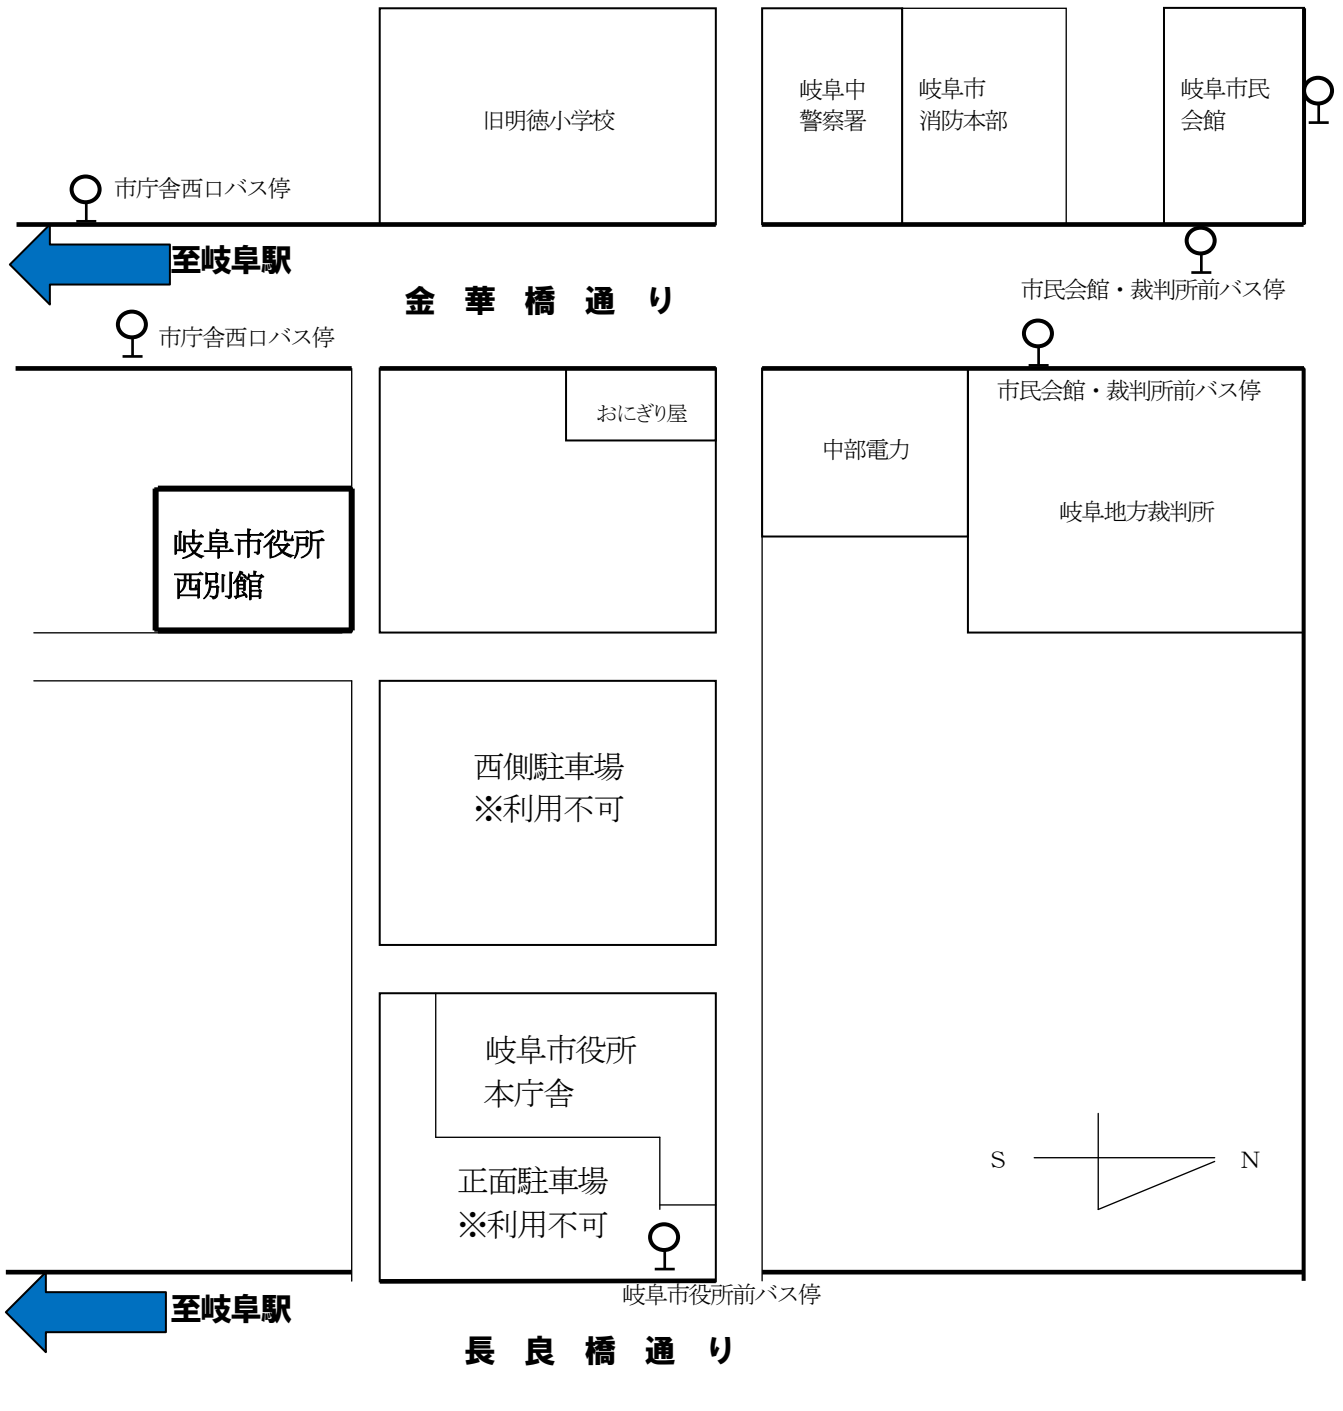 旧明徳小学校
岐阜中
警察署
岐阜市
消防本部
岐阜市民
会館
市庁舎西口バス停
至岐阜駅
金華橋通り
市民会館・裁判所前バス停
市庁舎西口バス停
市民会館・裁判所前バス停
おにぎり屋
中部電力
岐阜地方裁判所
岐阜市役所
西別館
西側駐車場
※利用不可
岐阜市役所
本庁舎
正面駐車場
※利用不可
S
N
岐阜市役所前バス停
至岐阜駅
長良橋通り